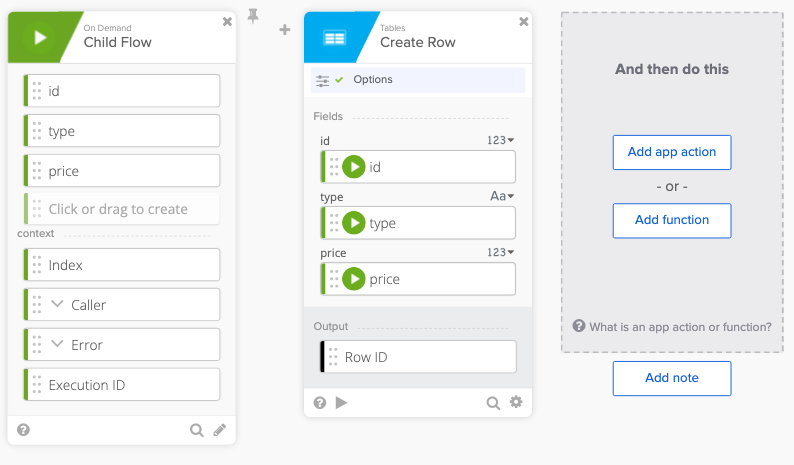 On Demand
Child Flow
id
type
price
Click or drag to create
context
Index
Caller
Error
Execution ID
Tables
Create Row
Options
Fields
id
123
id
type
Aa
type
price
123
price
Output
Row ID
And then do this
Add app action
- or -
Add function
What is an app action or function?
Add note